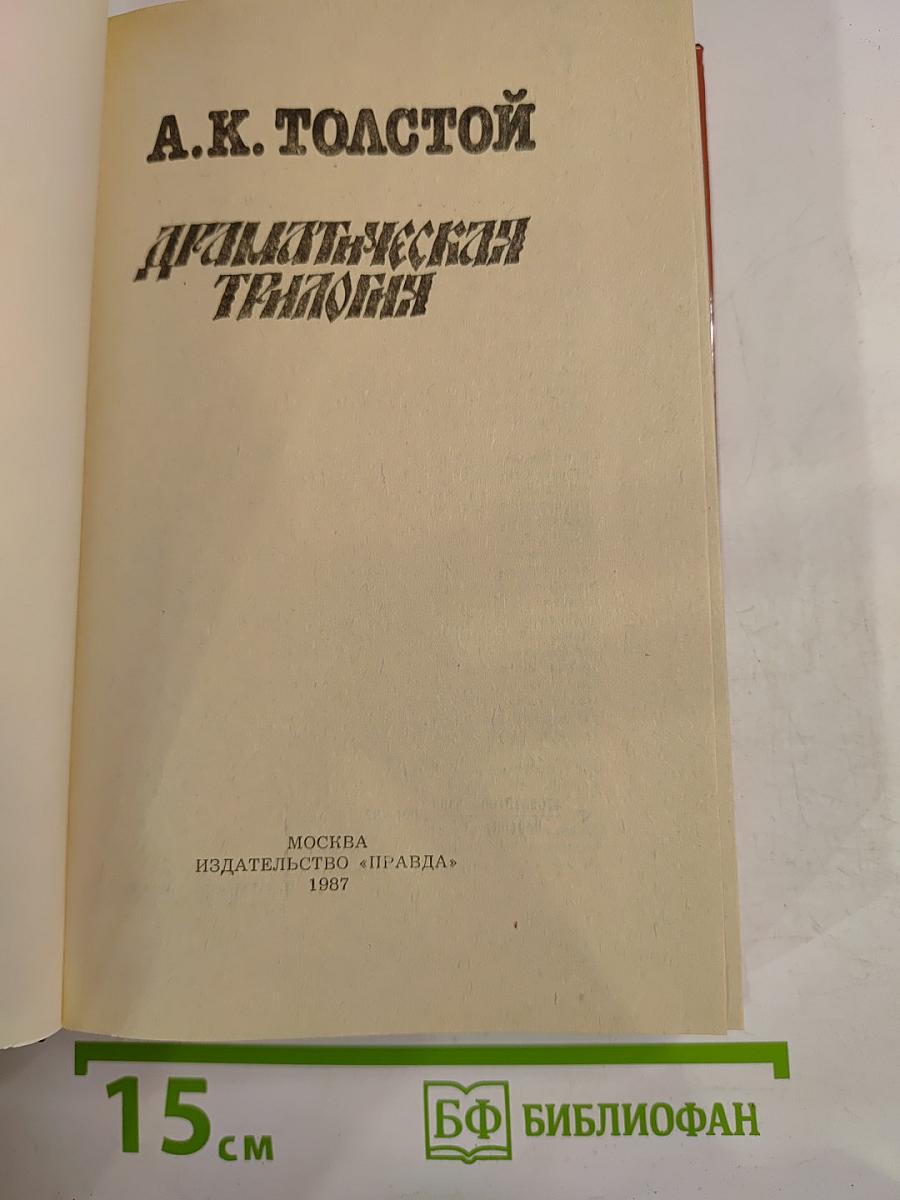 А.К. ТОЛСТОЙ
ДРАМАТИЧЕСКАЯ
ТРИЛОГИЯ
МОСКВА
ИЗДАТЕЛЬСТВО «ПРАВДА»
1987
15 см
БФ БИБЛИОФАН